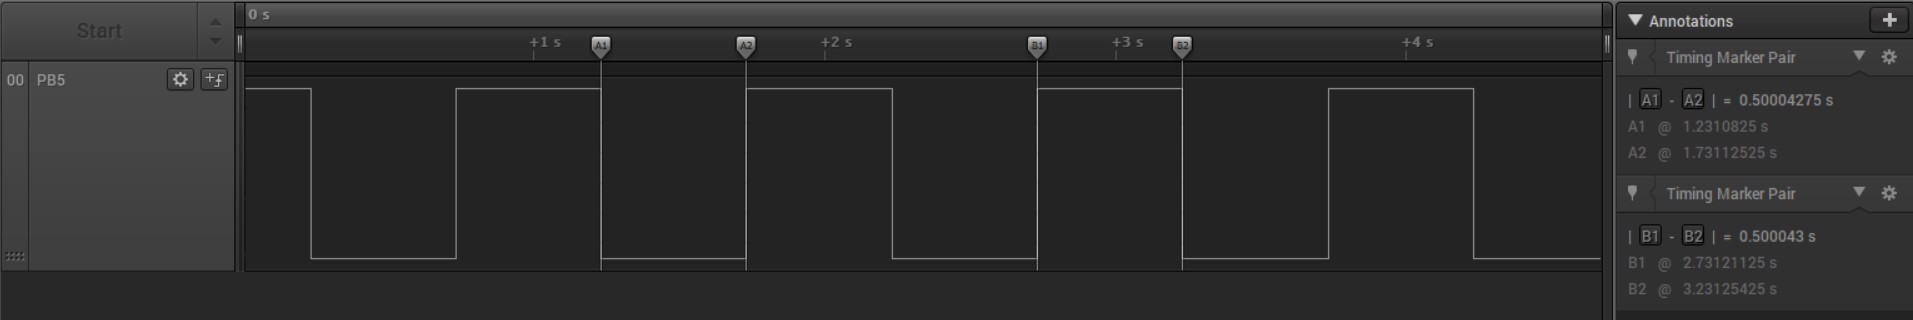 Start
0 s
+1 s
A1
A2
+2 s
B1
+3 s
B2
+4 s
00 PB5
Annotations
Timing Marker Pair
| A1 - A2 | = 0.50004275 s
A1 @ 1.2310825 s
A2 @ 1.73112525 s
Timing Marker Pair
| B1 - B2 | = 0.500043 s
B1 @ 2.73121125 s
B2 @ 3.23125425 s